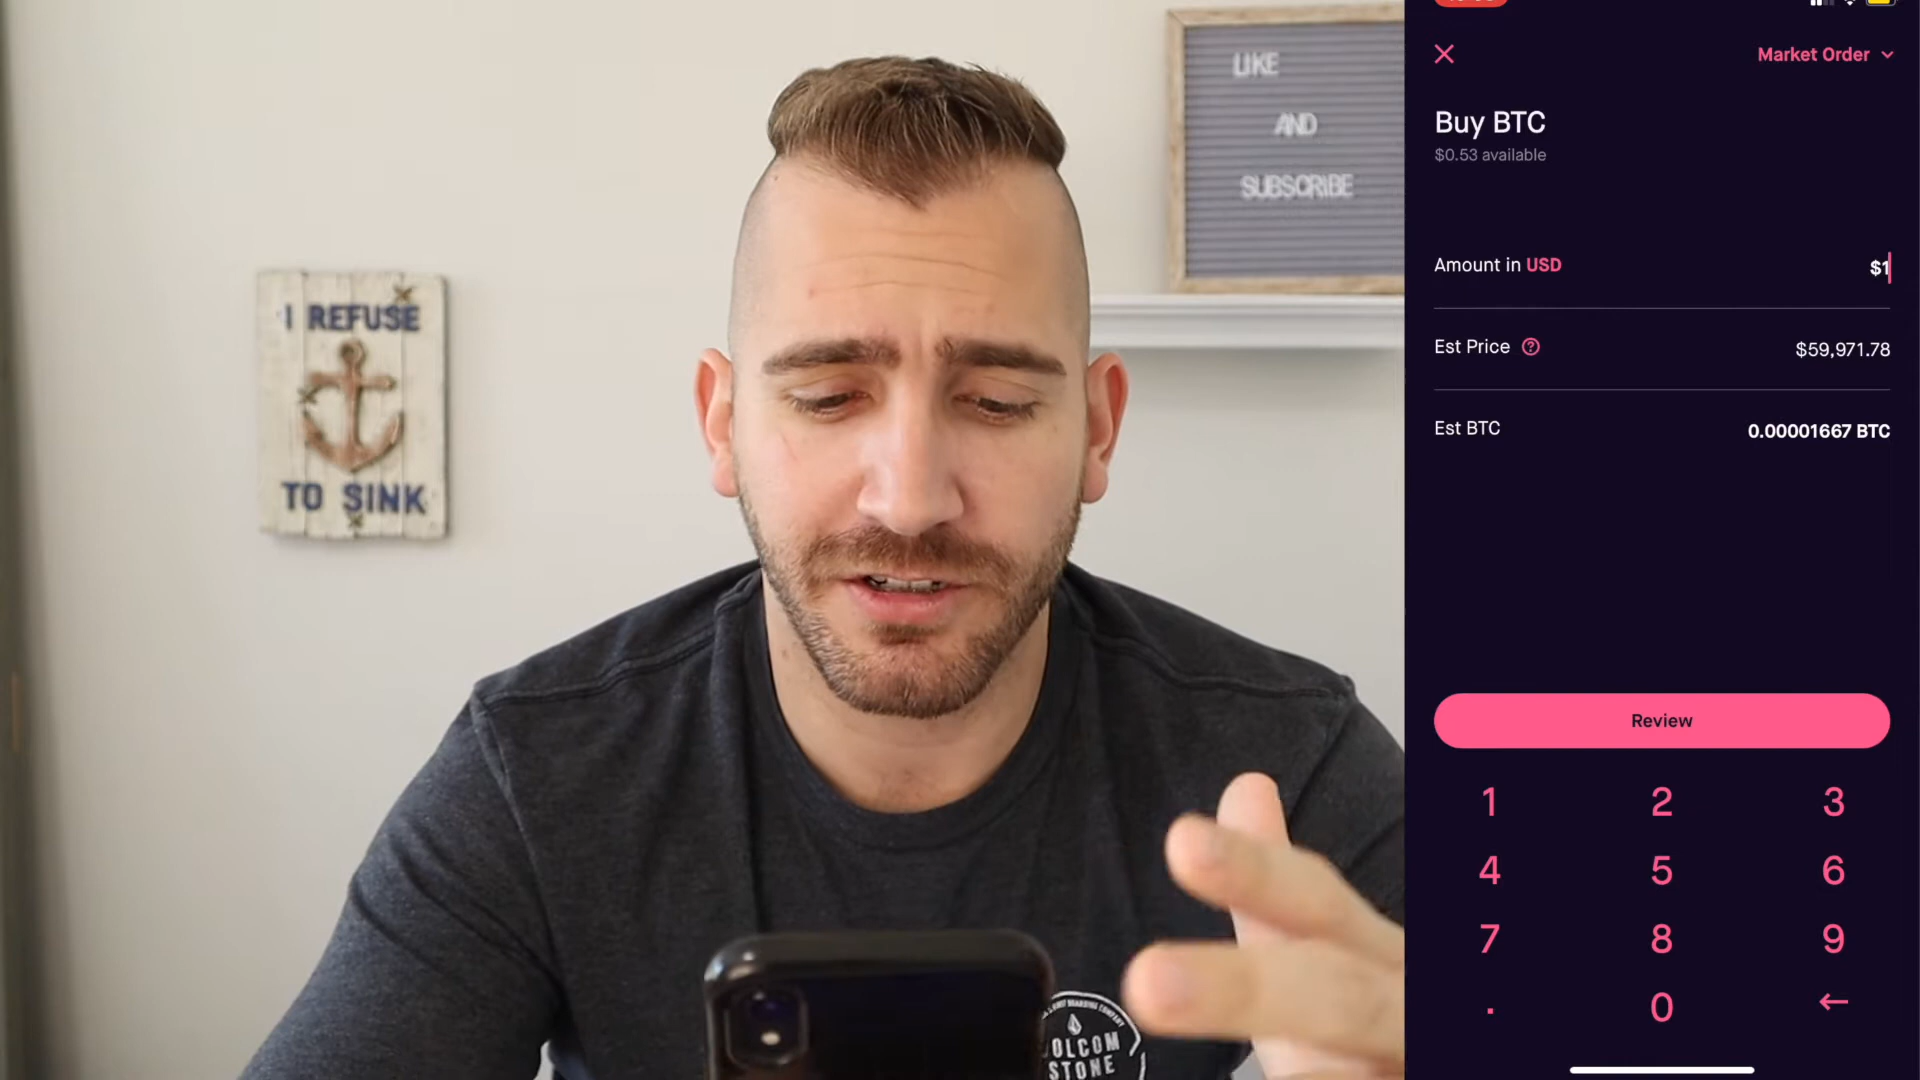 LIKE
AND
SUBSCRIBE
I REFUSE
TO SINK
STONE
Market Order
Buy BTC
$0.53 available
Amount in USD
$1
Est Price
$59,971.78
Est BTC
0.00001667 BTC
Review
1 2 3
4 5 6
7 8 9
. 0